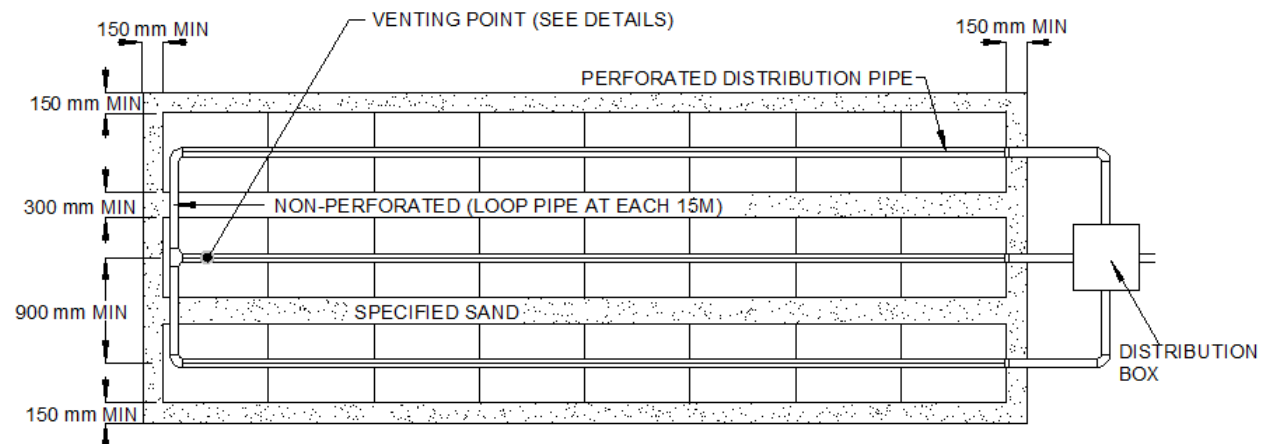 150 mm MIN
VENTING POINT (SEE DETAILS)
150 mm MIN
PERFORATED DISTRIBUTION PIPE
150 mm MIN
300 mm MIN
NON-PERFORATED (LOOP PIPE AT EACH 15M)
900 mm MIN
SPECIFIED SAND
DISTRIBUTION
BOX
150 mm MIN